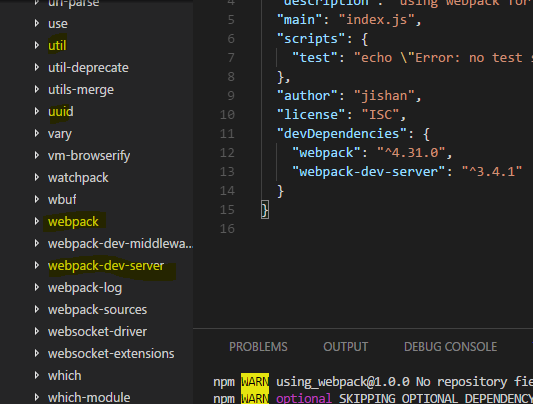 url-parse
use
util
util-deprecate
utils-merge
uuid
vary
vm-browserify
watchpack
wbuf
webpack
webpack-dev-middlewa...
webpack-dev-server
webpack-log
webpack-sources
websocket-driver
websocket-extensions
which
which-module
4 "description": "using webpack for
5 "main": "index.js",
6 "scripts": {
7 "test": "echo \"Error: no test s
8 },
9 "author": "jishan",
10 "license": "ISC",
11 "devDependencies": {
12 "webpack": "^4.31.0",
13 "webpack-dev-server": "^3.4.1"
14 }
15 }
16
PROBLEMS OUTPUT DEBUG CONSOLE
npm WARN using_webpack@1.0.0 No repository fie
npm WARN optional SKIPPING OPTIONAL DEPENDENCY